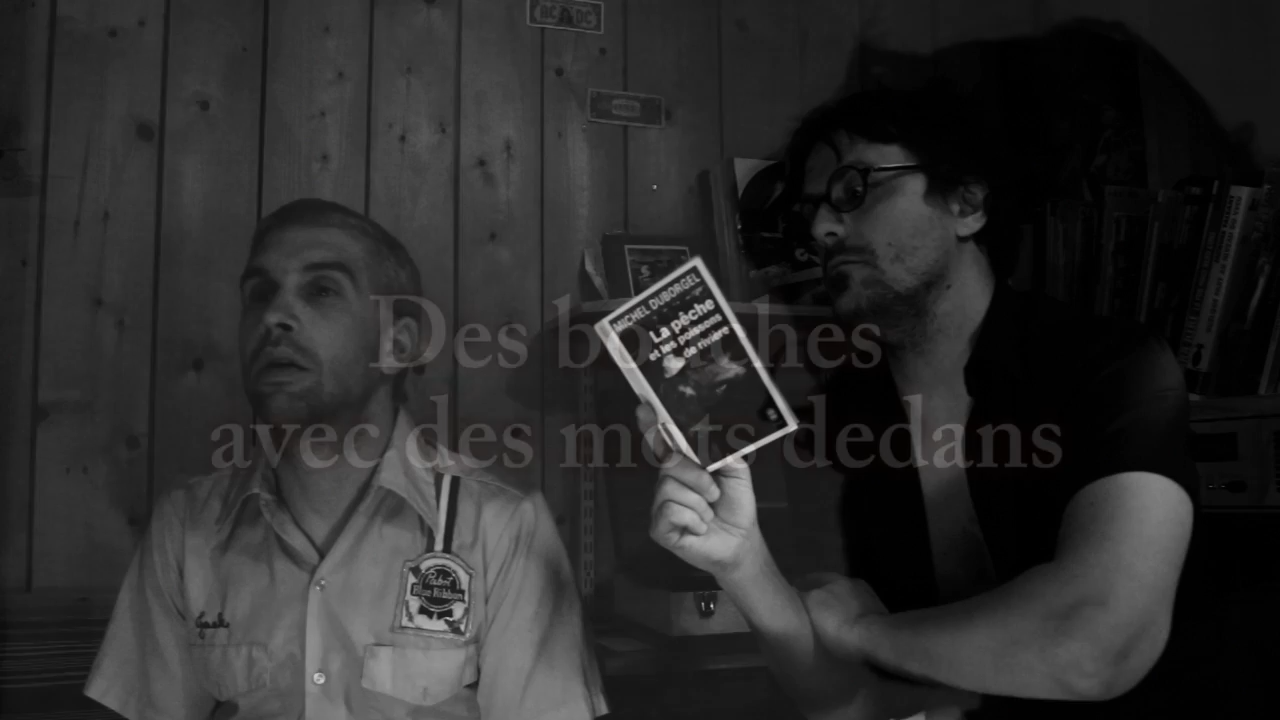 AC DC
MICHEL DUBORGEL
La pêche
et les poissons
de rivière
Des bouches
avec des mots dedans
Pabst
Blue Ribbon
Jack